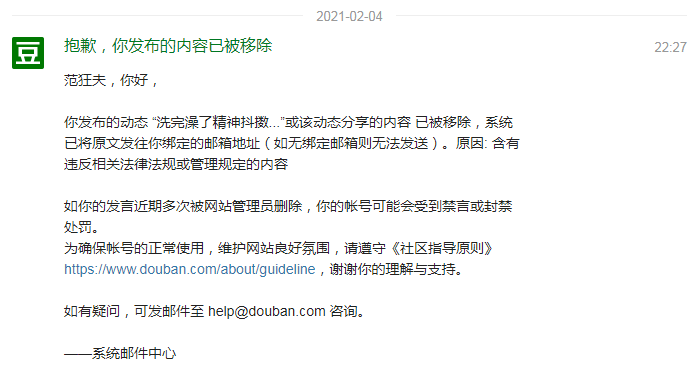 2021-02-04
豆
抱歉，你发布的内容已被移除
22:27
范狂夫，你好，
你发布的动态 “洗完澡了精神抖擞...”或该动态分享的内容 已被移除，系统
已将原文发往你绑定的邮箱地址（如无绑定邮箱则无法发送）。原因: 含有
违反相关法律法规或管理规定的内容
如你的发言近期多次被网站管理员删除，你的帐号可能会受到禁言或封禁
处罚。
为确保帐号的正常使用，维护网站良好氛围，请遵守《社区指导原则》
https://www.douban.com/about/guideline，谢谢你的理解与支持。
如有疑问，可发邮件至 help@douban.com 咨询。
——系统邮件中心